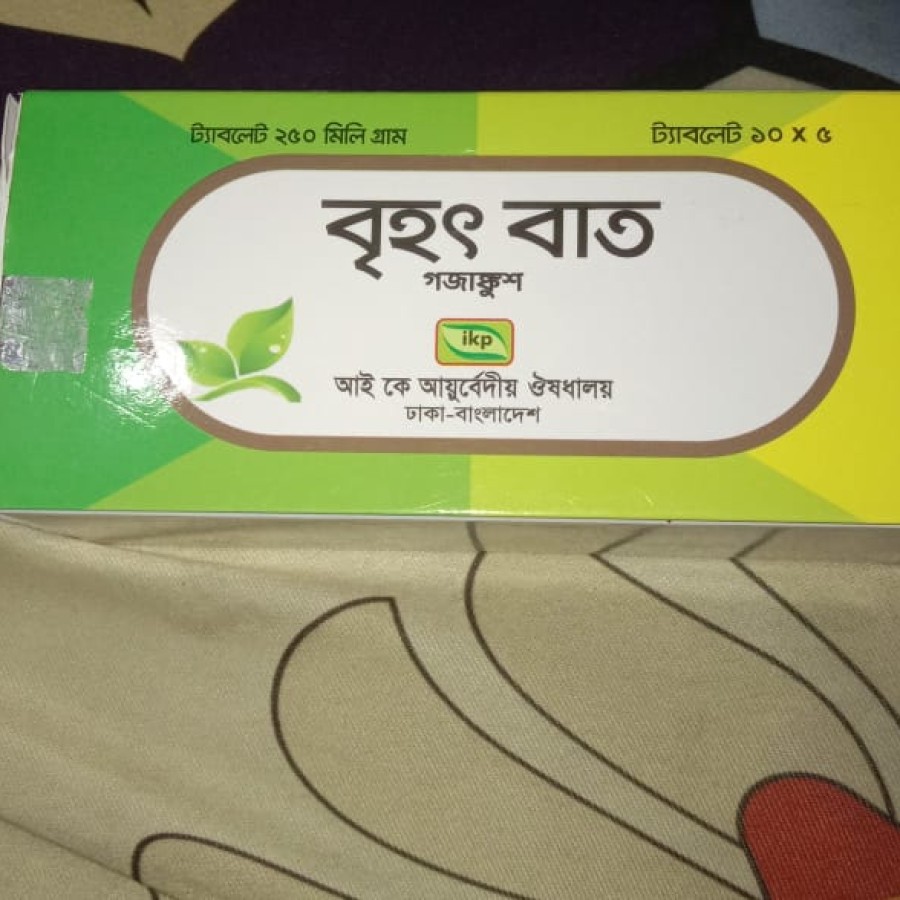 ট্যাবলেট ২৫০ মিলি গ্রাম
ট্যাবলেট ১০ x ৫
বৃহৎ বাত
গজাঙ্কুশ
ikp
আই কে আয়ুর্বেদীয় ঔষধালয়
ঢাকা-বাংলাদেশ